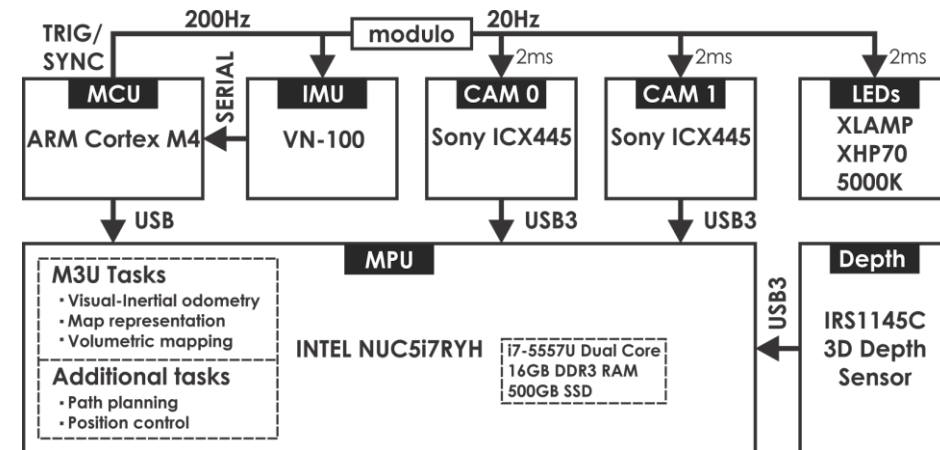 TRIG/
SYNC
200Hz
modulo
20Hz
2ms
2ms
2ms
SERIAL
MCU
ARM Cortex M4
IMU
VN-100
CAM 0
Sony ICX445
CAM 1
Sony ICX445
LEDs
XLAMP
XHP70
5000K
USB
USB3
USB3
MPU
M3U Tasks
▪ Visual-Inertial odometry
▪ Map representation
▪ Volumetric mapping
Additional tasks
▪ Path planning
▪ Position control
INTEL NUC5i7RYH
i7-5557U Dual Core
16GB DDR3 RAM
500GB SSD
USB3
Depth
IRS1145C
3D Depth
Sensor